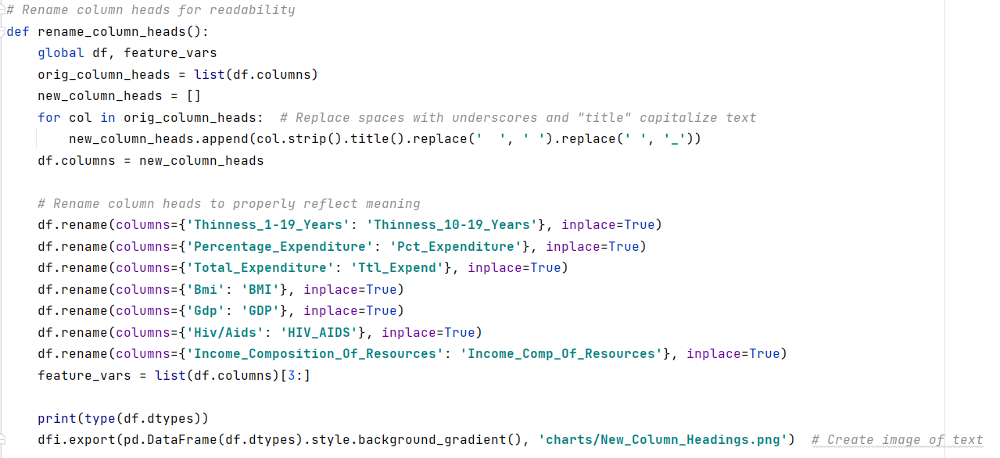 # Rename column heads for readability
def rename_column_heads():
    global df, feature_vars
    orig_column_heads = list(df.columns)
    new_column_heads = []
    for col in orig_column_heads:  # Replace spaces with underscores and "title" capitalize text
        new_column_heads.append(col.strip().title().replace('  ', ' ').replace(' ', '_'))
    df.columns = new_column_heads

    # Rename column heads to properly reflect meaning
    df.rename(columns={'Thinness_1-19_Years': 'Thinness_10-19_Years'}, inplace=True)
    df.rename(columns={'Percentage_Expenditure': 'Pct_Expenditure'}, inplace=True)
    df.rename(columns={'Total_Expenditure': 'Ttl_Expend'}, inplace=True)
    df.rename(columns={'Bmi': 'BMI'}, inplace=True)
    df.rename(columns={'Gdp': 'GDP'}, inplace=True)
    df.rename(columns={'Hiv/Aids': 'HIV_AIDS'}, inplace=True)
    df.rename(columns={'Income_Composition_Of_Resources': 'Income_Comp_Of_Resources'}, inplace=True)
    feature_vars = list(df.columns)[3:]

    print(type(df.dtypes))
    dfi.export(pd.DataFrame(df.dtypes).style.background_gradient(), 'charts/New_Column_Headings.png')  # Create image of text